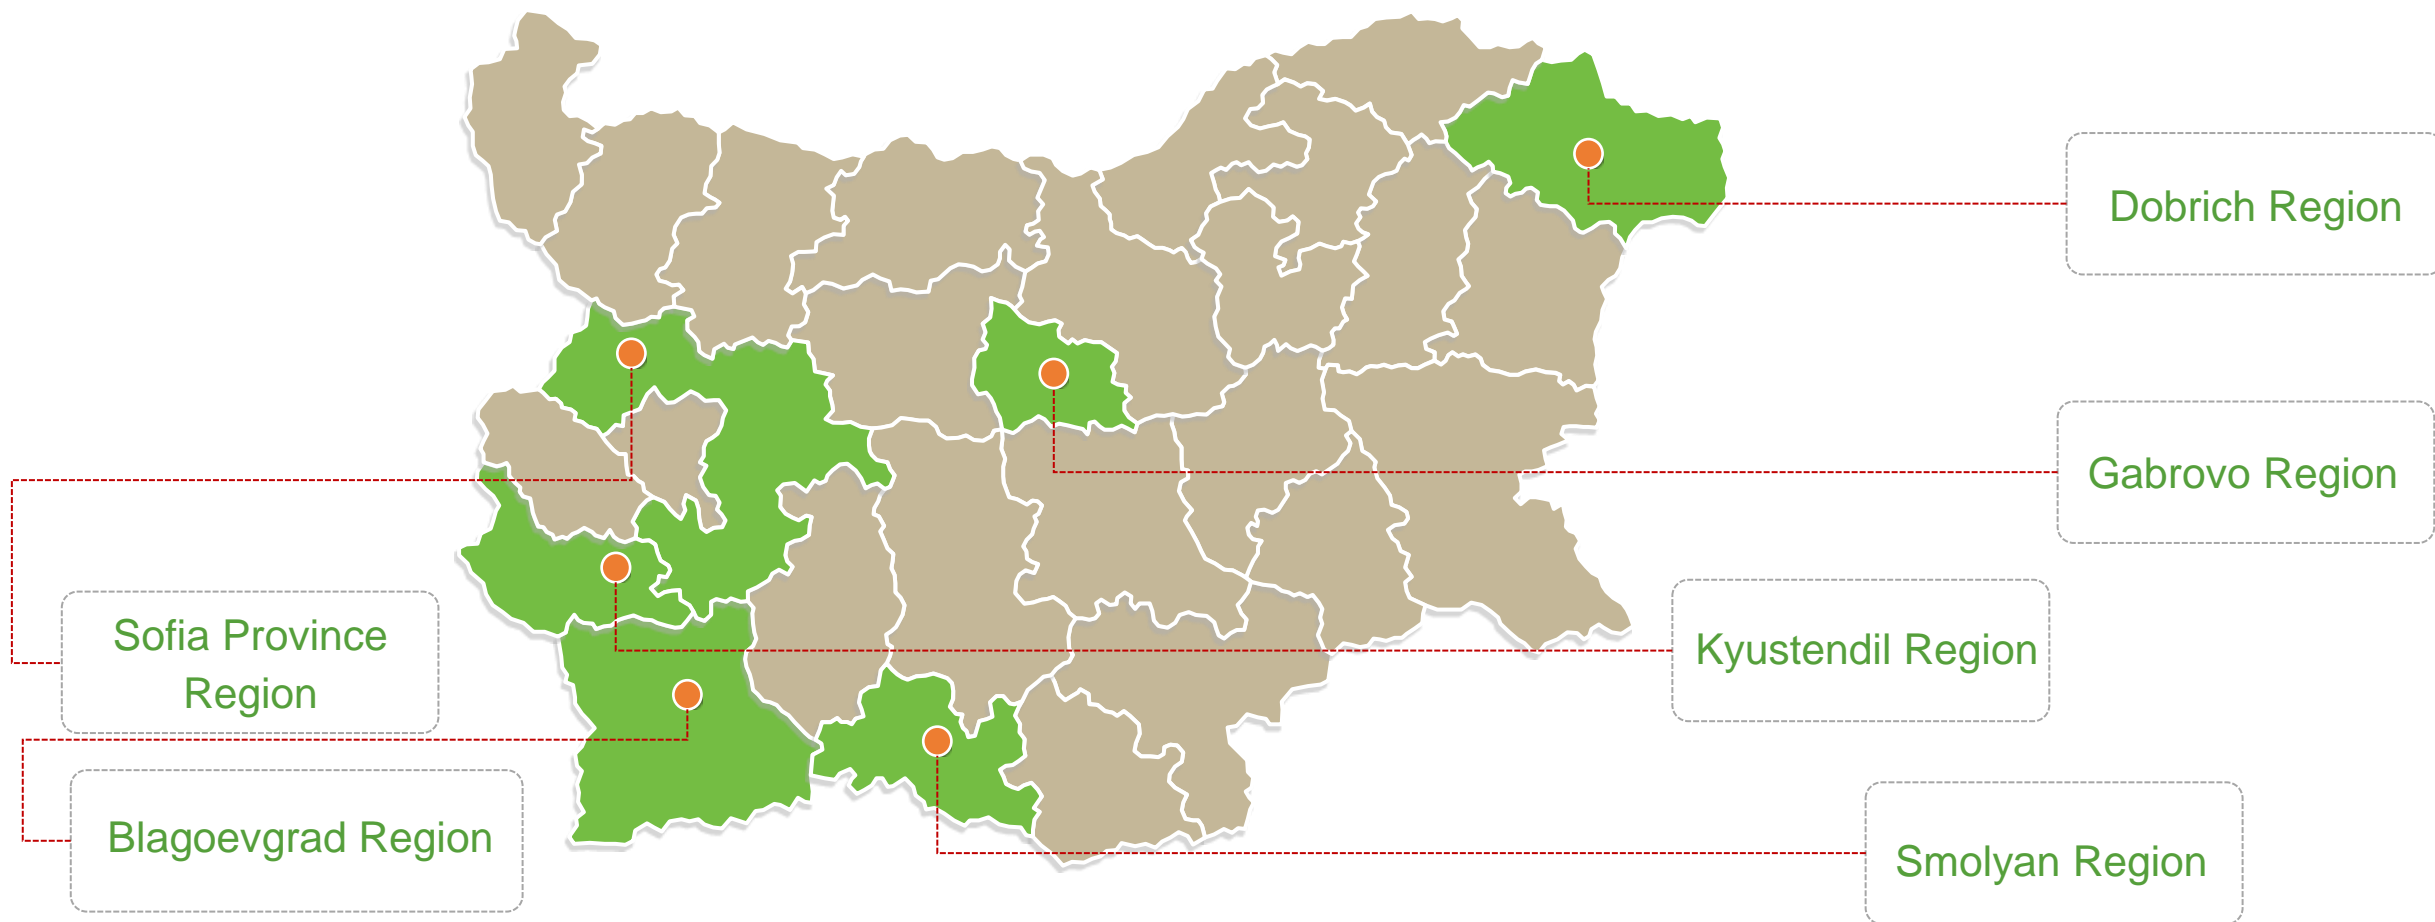 Dobrich Region
Gabrovo Region
Sofia Province
Region
Kyustendil Region
Blagoevgrad Region
Smolyan Region